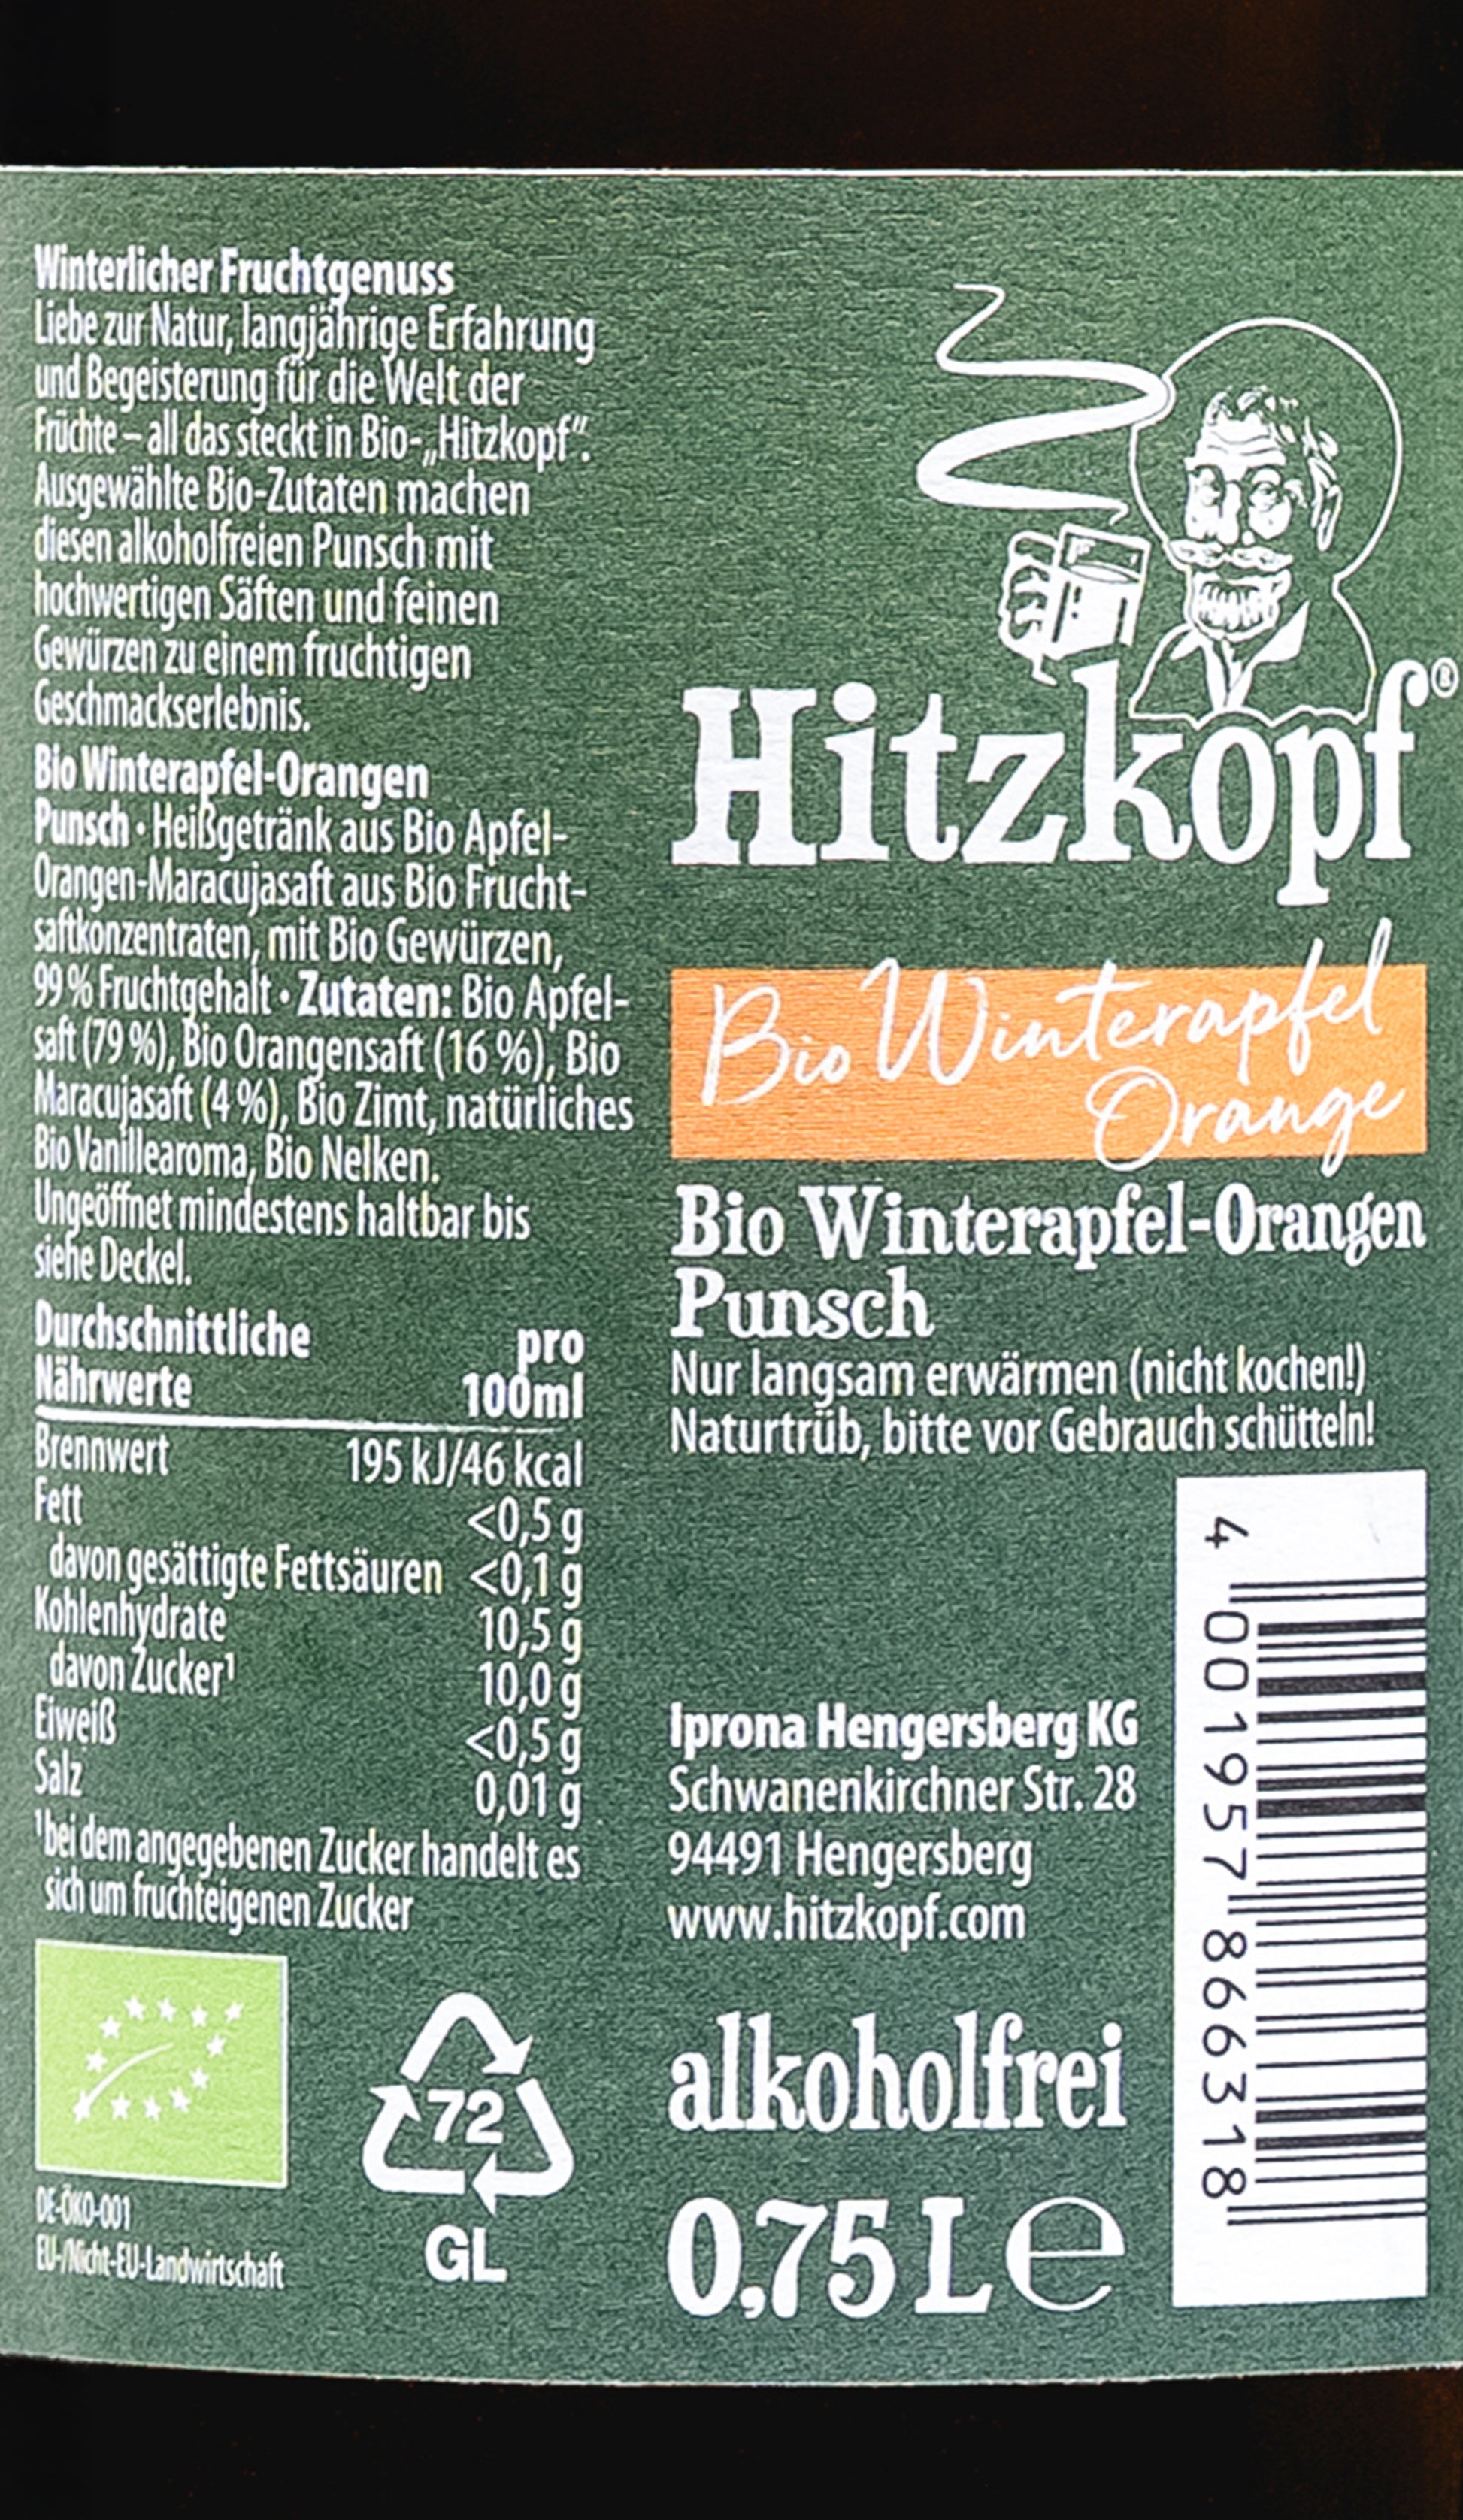 Winterlicher Fruchtgenuss
Liebe zur Natur, langjährige Erfahrung
und Begeisterung für die Welt der
Früchte – all das steckt in Bio-„Hitzkopf“.
Ausgewählte Bio-Zutaten machen
diesen alkoholfreien Punsch mit
hochwertigen Säften und feinen
Gewürzen zu einem fruchtigen
Geschmackserlebnis.
Bio Winterapfel-Orangen
Punsch • Heißgetränk aus Bio Apfel-
Orangen-Maracujasaft aus Bio Frucht-
saftkonzentraten, mit Bio Gewürzen,
99 % Fruchtgehalt • Zutaten: Bio Apfel-
saft (79 %), Bio Orangensaft (16 %), Bio
Maracujasaft (4 %), Bio Zimt, natürliches
Bio Vanillearoma, Bio Nelken.
Ungeöffnet mindestens haltbar bis
siehe Deckel.
Durchschnittliche pro
Nährwerte 100ml
Brennwert 195 kJ/46 kcal
Fett <0,5 g
davon gesättigte Fettsäuren <0,1 g
Kohlenhydrate 10,5 g
davon Zucker¹ 10,0 g
Eiweiß <0,5 g
Salz 0,01 g
¹bei dem angegebenen Zucker handelt es
sich um fruchteigenen Zucker
DE-ÖKO-001
EU-/Nicht-EU-Landwirtschaft
72
GL
Hitzkopf®
Bio Winterapfel
Orange
Bio Winterapfel-Orangen
Punsch
Nur langsam erwärmen (nicht kochen!)
Naturtrüb, bitte vor Gebrauch schütteln!
Iprona Hengersberg KG
Schwanenkirchner Str. 28
94491 Hengersberg
www.hitzkopf.com
alkoholfrei
0,75 L e
4 001957 866318